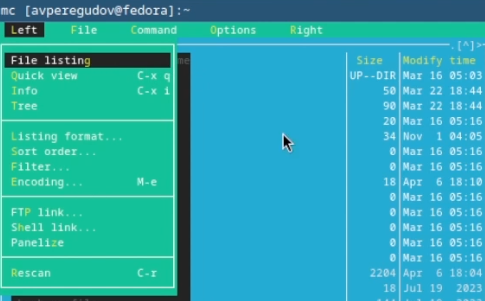 mc [avperegudov@fedora]:~
Left File Command Options Right
.[^]>
File listing me Size Modify time
Quick view C-x q UP--DIR Mar 16 05:03
Info C-x i 50 Mar 22 18:44
Tree 90 Mar 22 18:44
20 Mar 16 05:16
Listing format... 34 Nov 1 04:05
Sort order... 0 Mar 16 05:16
Filter... 0 Mar 16 05:16
Encoding... M-e 18 Apr 6 18:10
0 Mar 16 05:16
FTP link... 0 Mar 16 05:16
Shell link... 0 Mar 16 05:16
Panelize 0 Mar 16 05:16
0 Mar 16 05:16
Rescan C-r 2204 Apr 6 18:04
18 Jul 19 2023